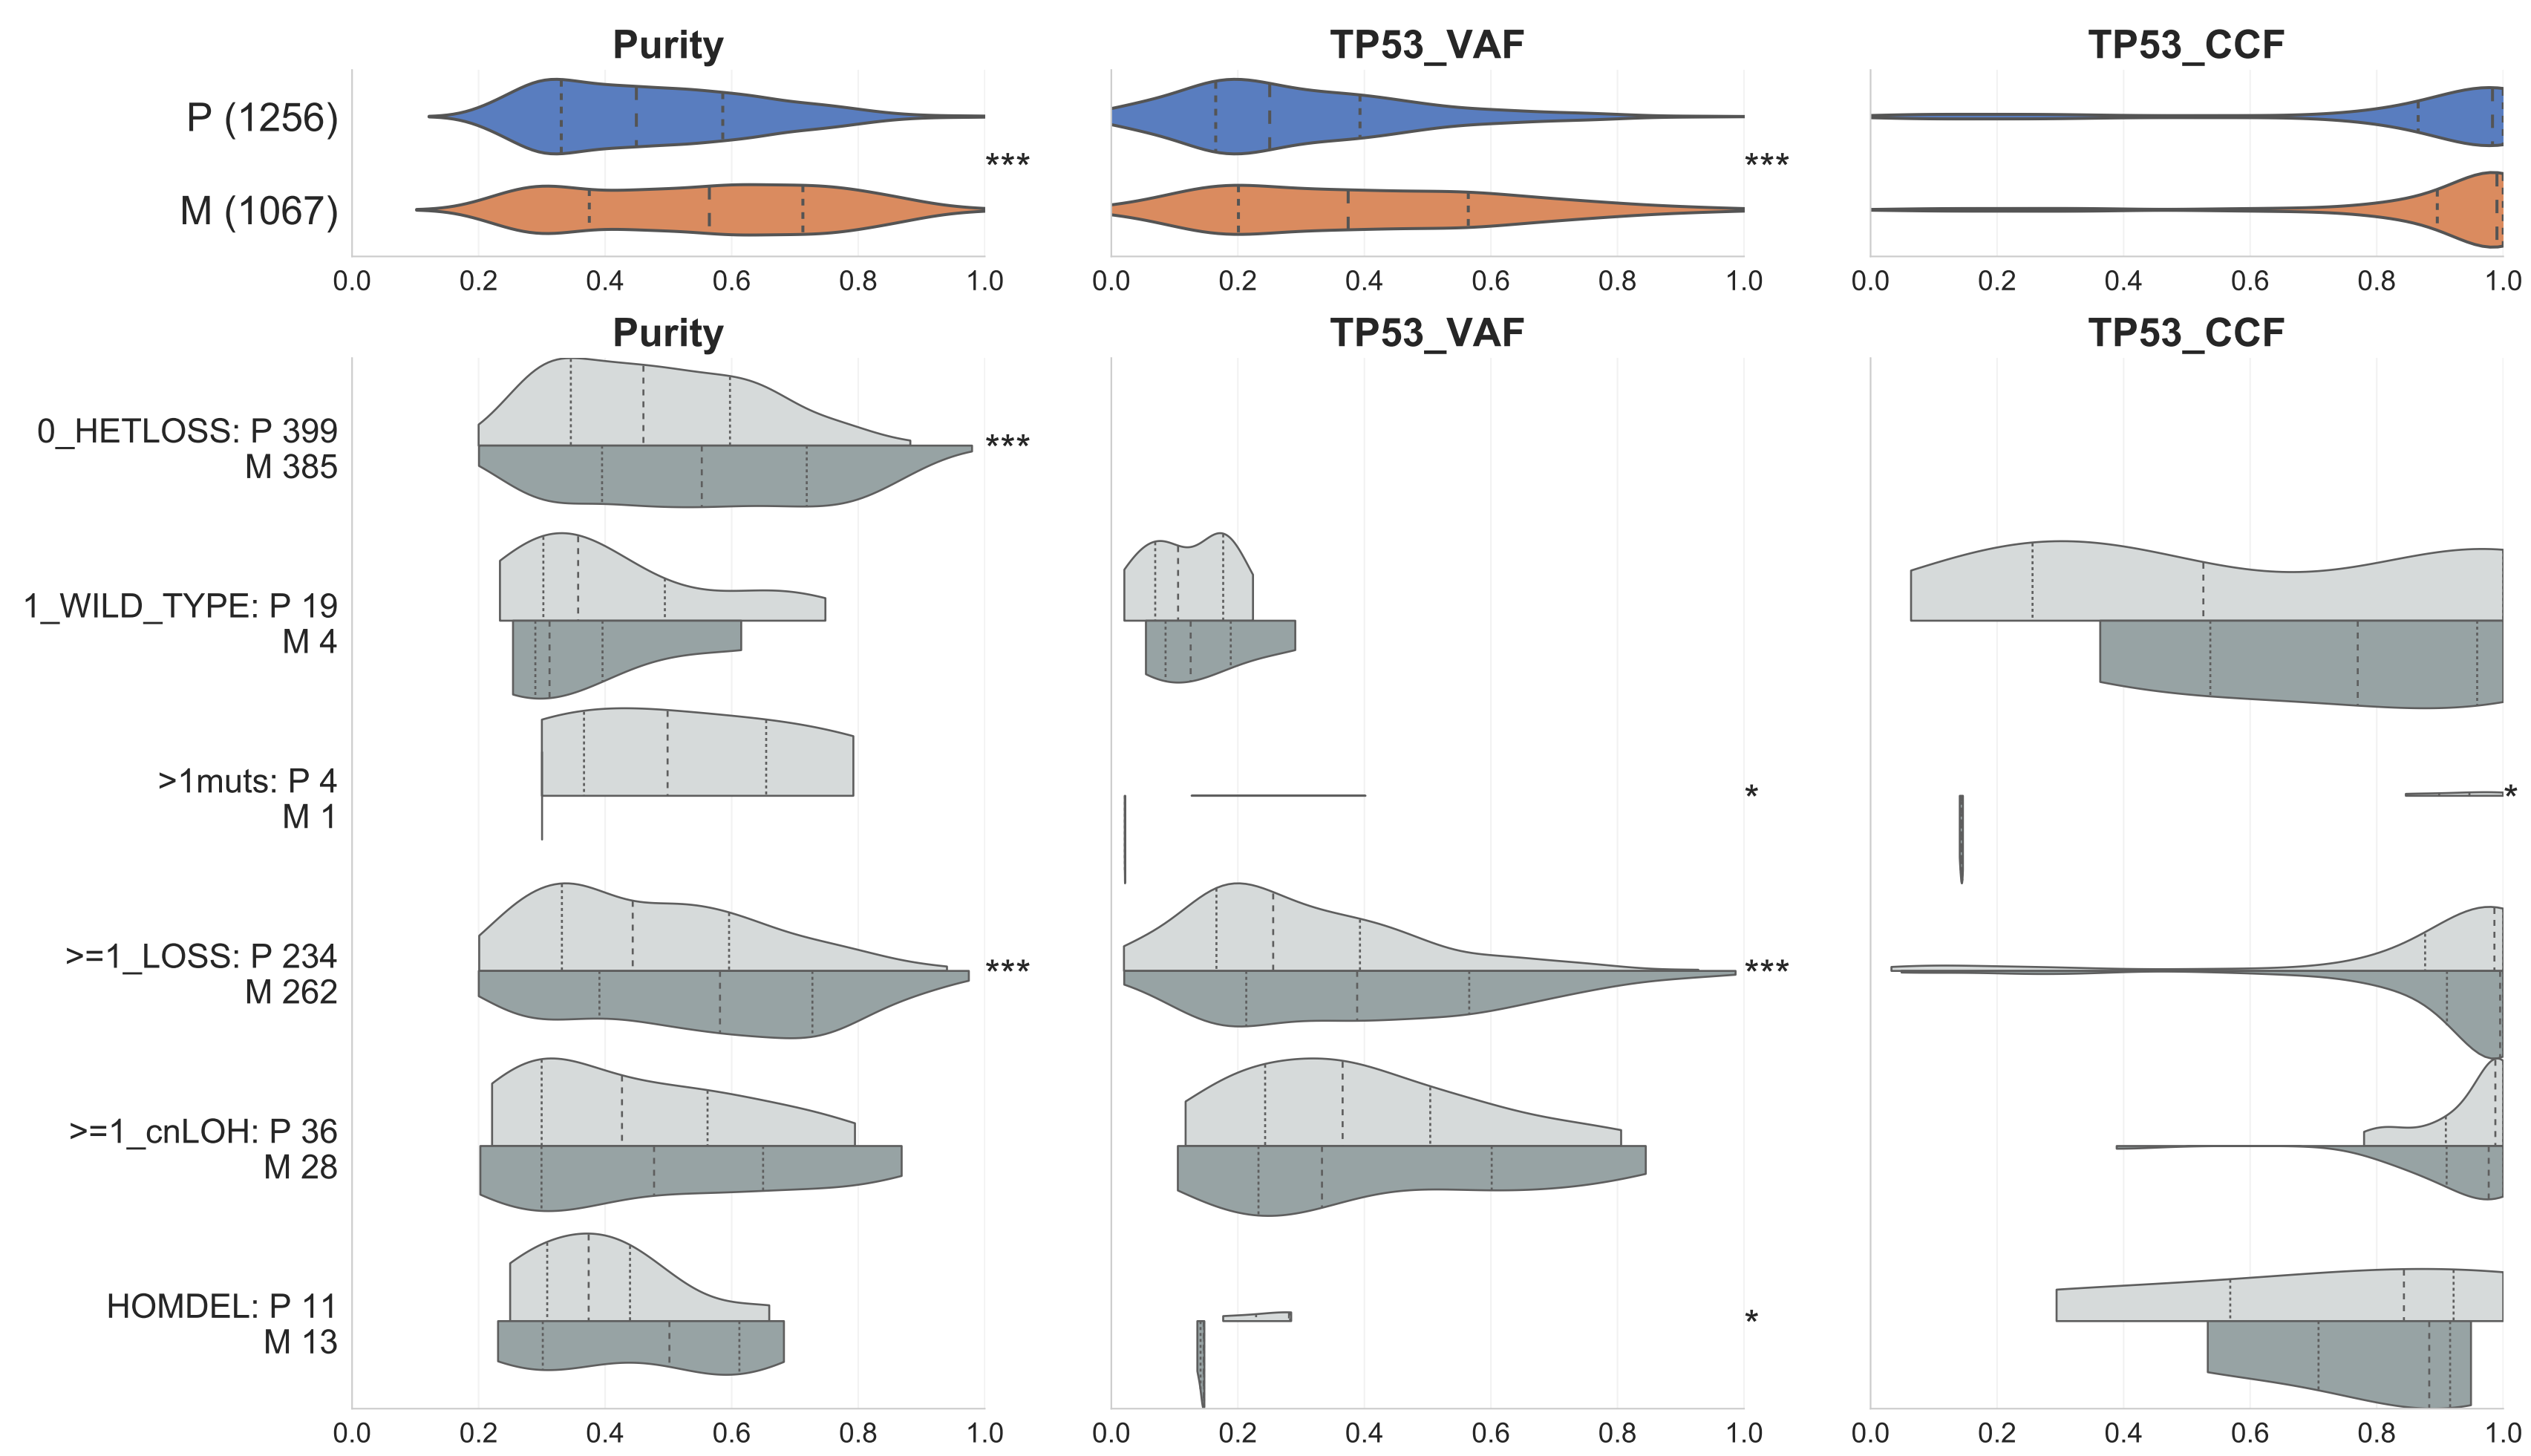 Purity TP53_VAF TP53_CCF
P (1256)
*** ***
M (1067)
0.0 0.2 0.4 0.6 0.8 1.0 0.0 0.2 0.4 0.6 0.8 1.0 0.0 0.2 0.4 0.6 0.8 1.0
Purity TP53_VAF TP53_CCF
0_HETLOSS: P 399
***
M 385
1_WILD_TYPE: P 19
M 4
>1muts: P 4
* *
M 1
>=1_LOSS: P 234
*** ***
M 262
>=1_cnLOH: P 36
M 28
HOMDEL: P 11
*
M 13
0.0 0.2 0.4 0.6 0.8 1.0 0.0 0.2 0.4 0.6 0.8 1.0 0.0 0.2 0.4 0.6 0.8 1.0